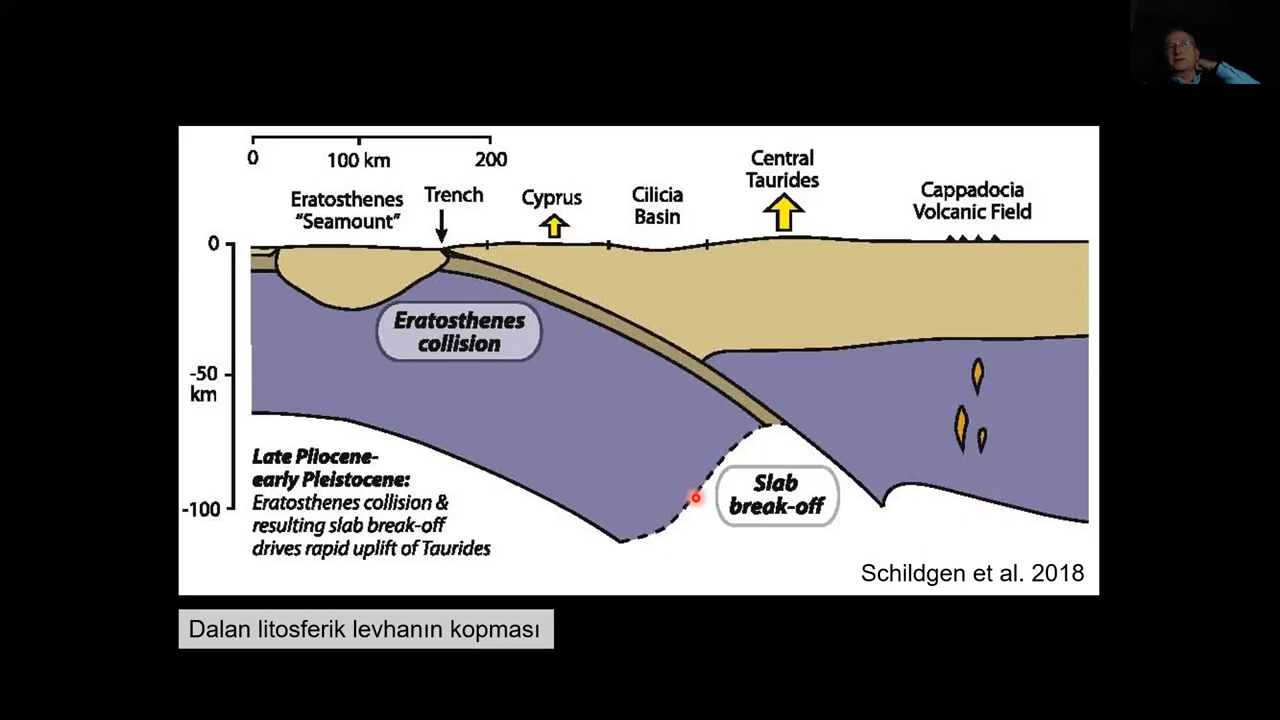 0
100 km
200
Eratosthenes
“Seamount”
Trench
Cyprus
Cilicia
Basin
Central
Taurides
Cappadocia
Volcanic Field
0
-50
km
-100
Eratosthenes
collision
Late Pliocene-
early Pleistocene:
Eratosthenes collision &
resulting slab break-off
drives rapid uplift of Taurides
Slab
break-off
Schildgen et al. 2018
Dalan litosferik levhanın kopması